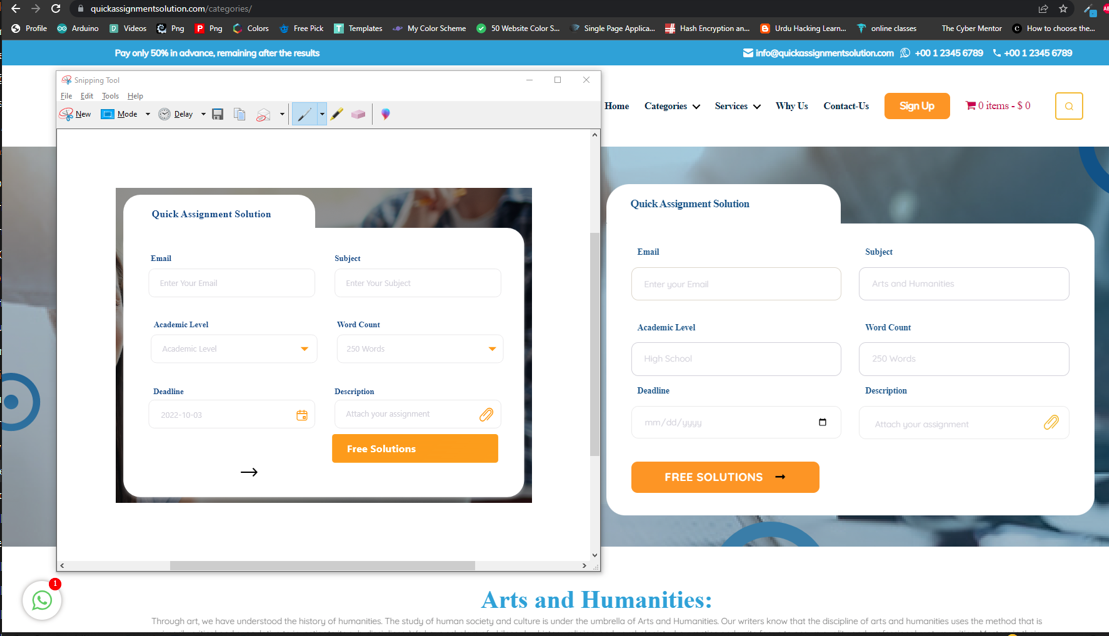 quickassignmentsolution.com/categories/
Profile Arduino Videos Png Png Colors Free Pick Templates My Color Scheme 50 Website Color S... Single Page Applica... Hash Encryption an... Urdu Hacking Learn... online classes The Cyber Mentor How to choose the...
Pay only 50% in advance, remaining after the results
info@quickassignmentsolution.com +00 1 2345 6789 +00 1 2345 6789
Snipping Tool
File Edit Tools Help
New Mode Delay
Home Categories Services Why Us Contact-Us Sign Up 0 items - $ 0
Quick Assignment Solution
Email Subject
Enter Your Email Enter Your Subject
Academic Level Word Count
Academic Level 250 Words
Deadline Description
2022-10-03 Attach your assignment
Free Solutions
Quick Assignment Solution
Email Subject
Enter your Email Arts and Humanities
Academic Level Word Count
High School 250 Words
Deadline Description
mm/dd/yyyy Attach your assignment
FREE SOLUTIONS
1
Arts and Humanities:
Through art, we have understood the history of humanities. The study of human society and culture is under the umbrella of Arts and Humanities. Our writers know that the discipline of arts and humanities uses the method that is